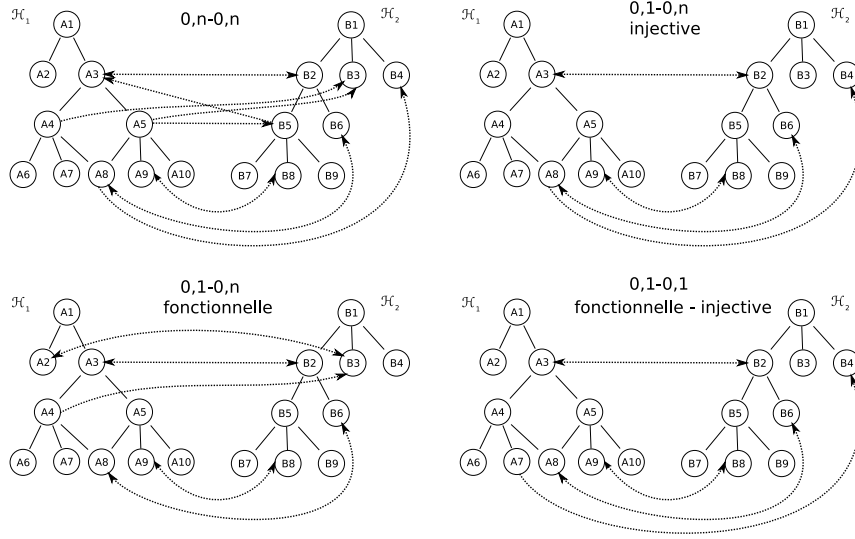 ℋ1 0,n-0,n ℋ2
A1 B1
A2 A3 B2 B3 B4
A4 A5 B5 B6
A6 A7 A8 A9 A10 B7 B8 B9
0,1-0,n
injective
ℋ1 ℋ2
A1 B1
A2 A3 B2 B3 B4
A4 A5 B5 B6
A6 A7 A8 A9 A10 B7 B8 B9
0,1-0,n
fonctionnelle
ℋ1 ℋ2
A1 B1
A2 A3 B2 B3 B4
A4 A5 B5 B6
A6 A7 A8 A9 A10 B7 B8 B9
0,1-0,1
fonctionnelle - injective
ℋ1 ℋ2
A1 B1
A2 A3 B2 B3 B4
A4 A5 B5 B6
A6 A7 A8 A9 A10 B7 B8 B9